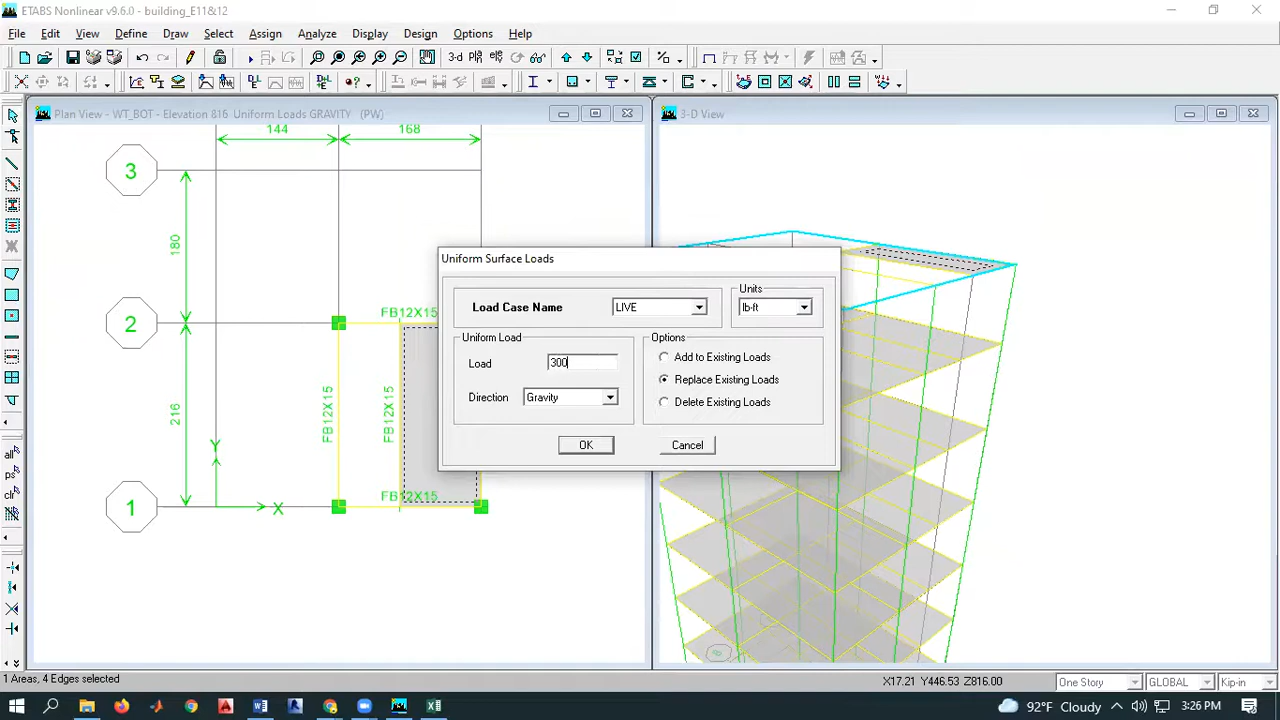 ETABS Nonlinear v9.6.0 - building_E11&12
File Edit View Define Draw Select Assign Analyze Display Design Options Help
3-d
all
ps
clr
Plan View - WT_BOT - Elevation 816 Uniform Loads GRAVITY (PW)
144
168
3
180
2
216
1
Y
X
FB12X15
FB12X15
FB12X15
FB12X15
3-D View
Uniform Surface Loads
Load Case Name
LIVE
Units
lb-ft
Uniform Load
Load
300
Direction
Gravity
Options
Add to Existing Loads
Replace Existing Loads
Delete Existing Loads
OK
Cancel
1 Areas, 4 Edges selected
X17.21 Y446.53 Z816.00
One Story
GLOBAL
Kip-in
92°F Cloudy
3:26 PM